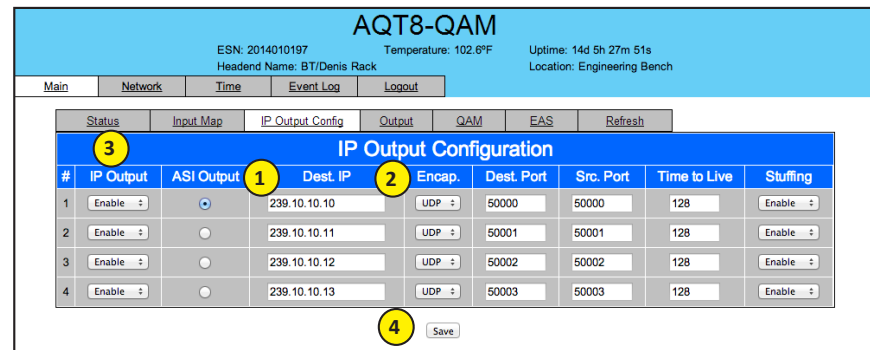 AQT8-QAM
ESN: 2014010197 Temperature: 102.6ºF Uptime: 14d 5h 27m 51s
Headend Name: BT/Denis Rack Location: Engineering Bench
Main Network Time Event Log Logout
Status Input Map IP Output Config Output QAM EAS Refresh
3 IP Output Configuration
# IP Output ASI Output 1 Dest. IP 2 Encap. Dest. Port Src. Port Time to Live Stuffing
1 Enable 239.10.10.10 UDP 50000 50000 128 Enable
2 Enable 239.10.10.11 UDP 50001 50001 128 Enable
3 Enable 239.10.10.12 UDP 50002 50002 128 Enable
4 Enable 239.10.10.13 UDP 50003 50003 128 Enable
4 Save